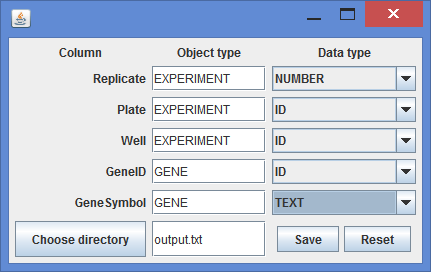 Column Object type Data type
Replicate EXPERIMENT NUMBER
Plate EXPERIMENT ID
Well EXPERIMENT ID
GeneID GENE ID
GeneSymbol GENE TEXT
Choose directory output.txt Save Reset